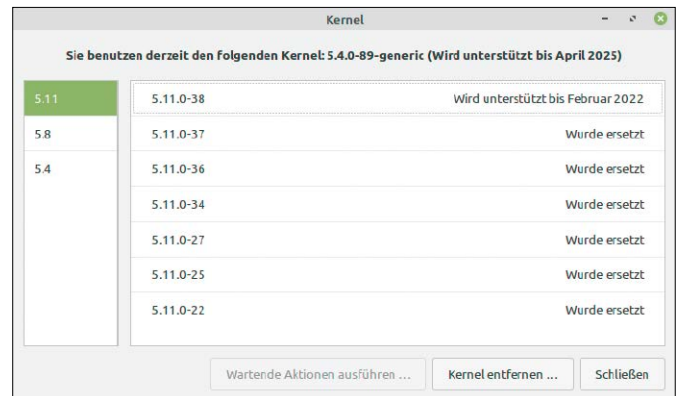 Kernel
Sie benutzen derzeit den folgenden Kernel: 5.4.0-89-generic (Wird unterstützt bis April 2025)
5.11
5.8
5.4
5.11.0-38 Wird unterstützt bis Februar 2022
5.11.0-37 Wurde ersetzt
5.11.0-36 Wurde ersetzt
5.11.0-34 Wurde ersetzt
5.11.0-27 Wurde ersetzt
5.11.0-25 Wurde ersetzt
5.11.0-22 Wurde ersetzt
Wartende Aktionen ausführen ... Kernel entfernen ... Schließen